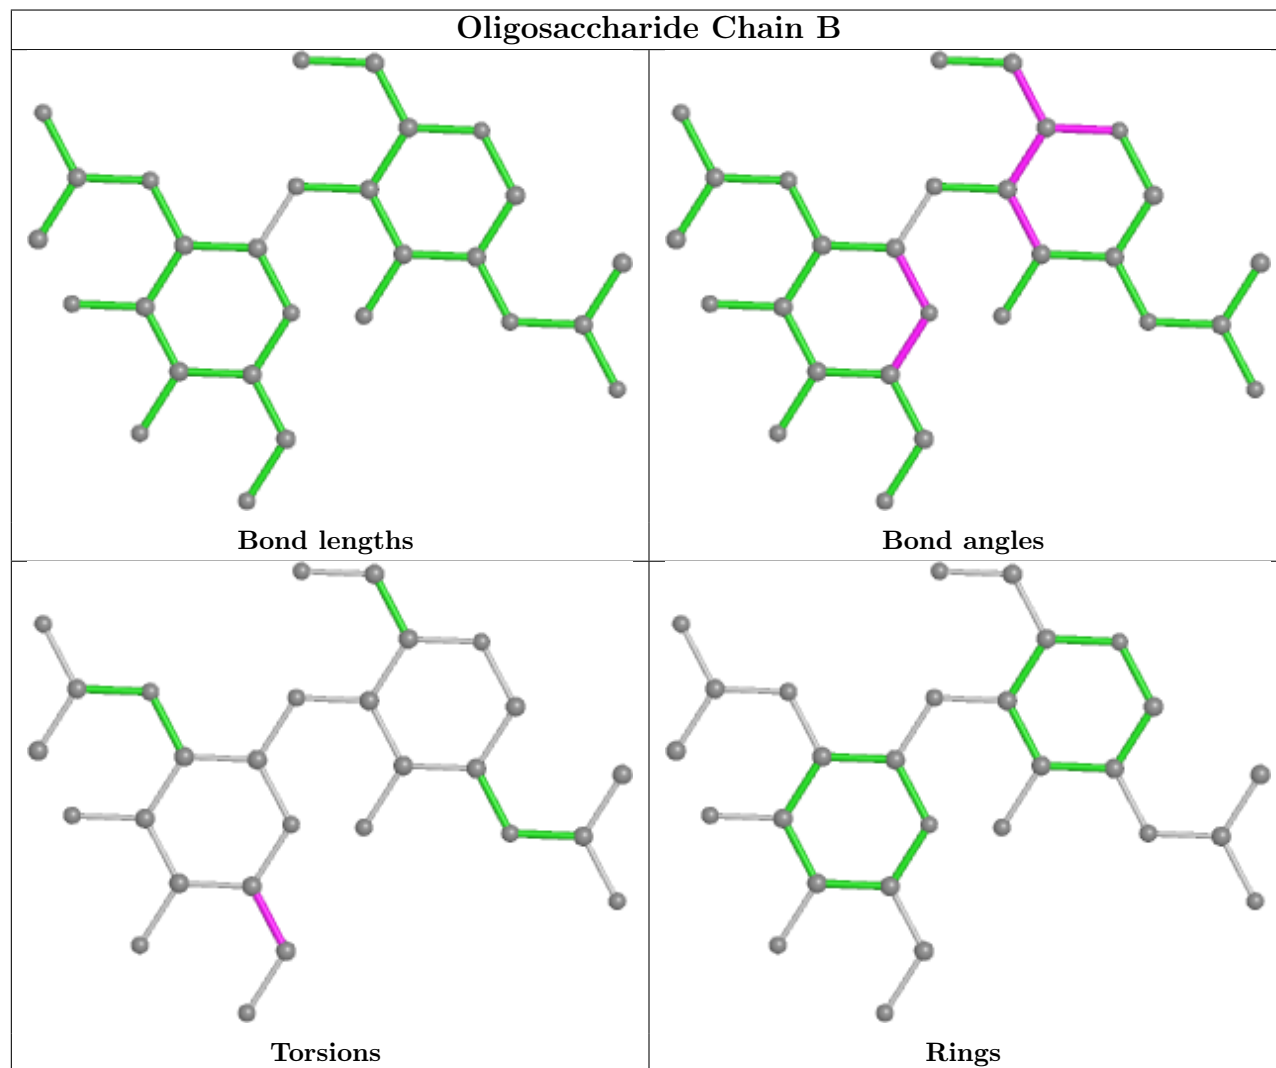 Oligosaccharide Chain B
Bond lengths
Bond angles
Torsions
Rings